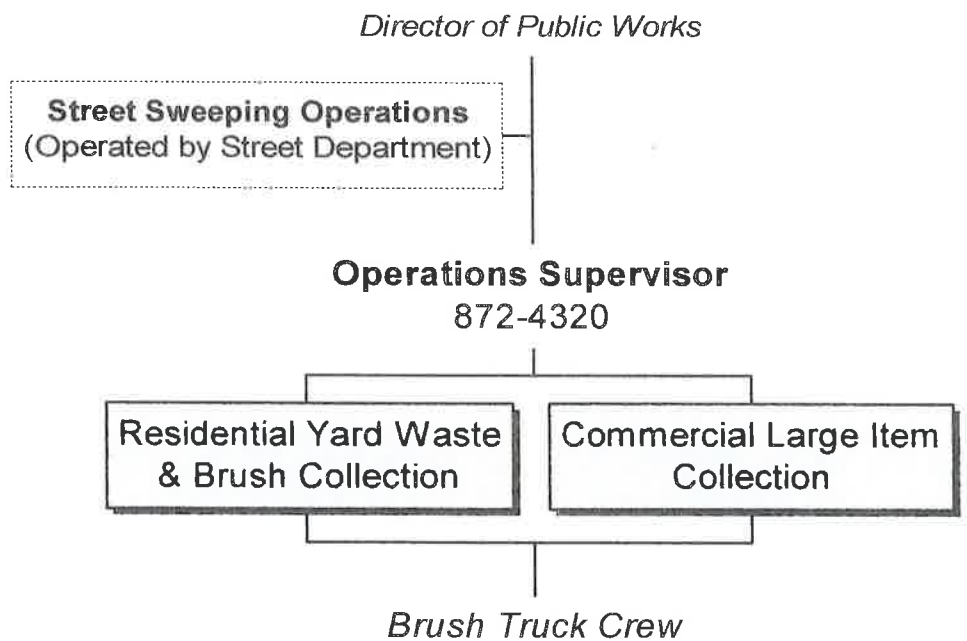 Director of Public Works
Street Sweeping Operations
(Operated by Street Department)
Operations Supervisor
872-4320
Residential Yard Waste
& Brush Collection
Commercial Large Item
Collection
Brush Truck Crew